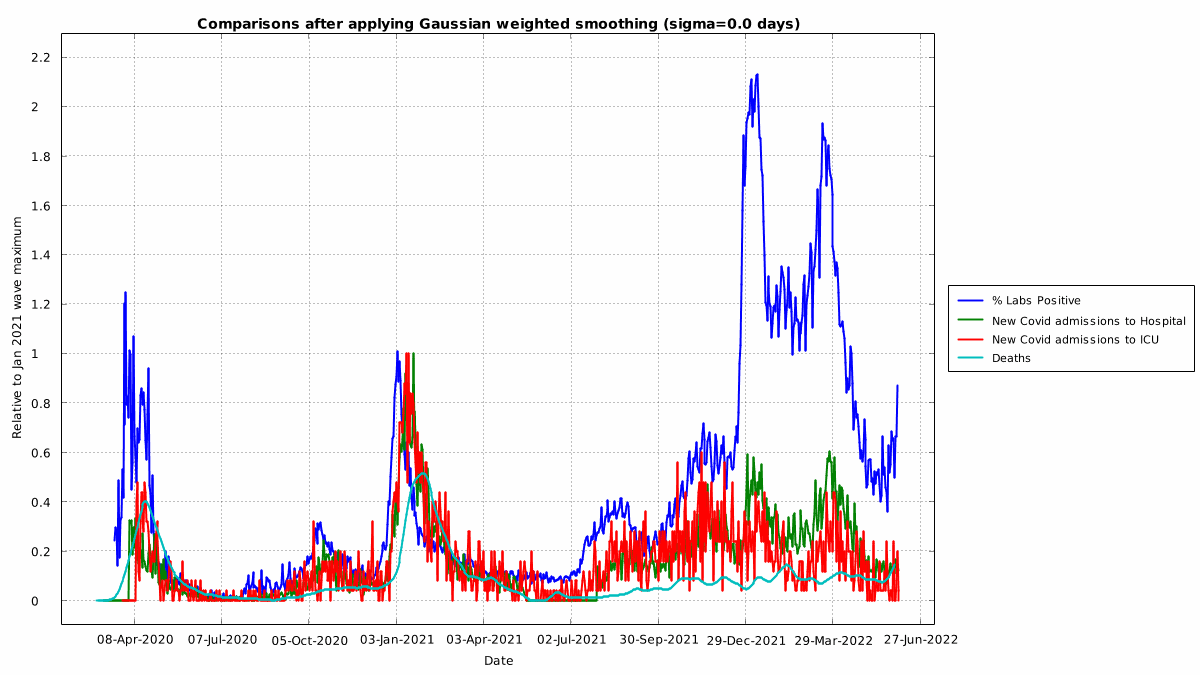 Comparisons after applying Gaussian weighted smoothing (sigma=0.0 days)
2.2
2
1.8
1.6
1.4
1.2
1
0.8
0.6
0.4
0.2
0
Relative to Jan 2021 wave maximum
08-Apr-2020 07-Jul-2020 05-Oct-2020 03-Jan-2021 03-Apr-2021 02-Jul-2021 30-Sep-2021 29-Dec-2021 29-Mar-2022 27-Jun-2022
Date
% Labs Positive
New Covid admissions to Hospital
New Covid admissions to ICU
Deaths